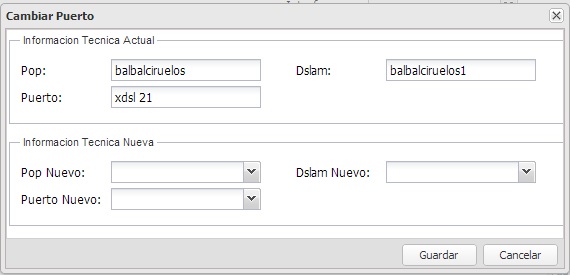 Cambiar Puerto
Informacion Tecnica Actual
Pop: balbalciruelos Dslam: balbalciruelos1
Puerto: xdsl 21
Informacion Tecnica Nueva
Pop Nuevo: Dslam Nuevo:
Puerto Nuevo:
Guardar Cancelar